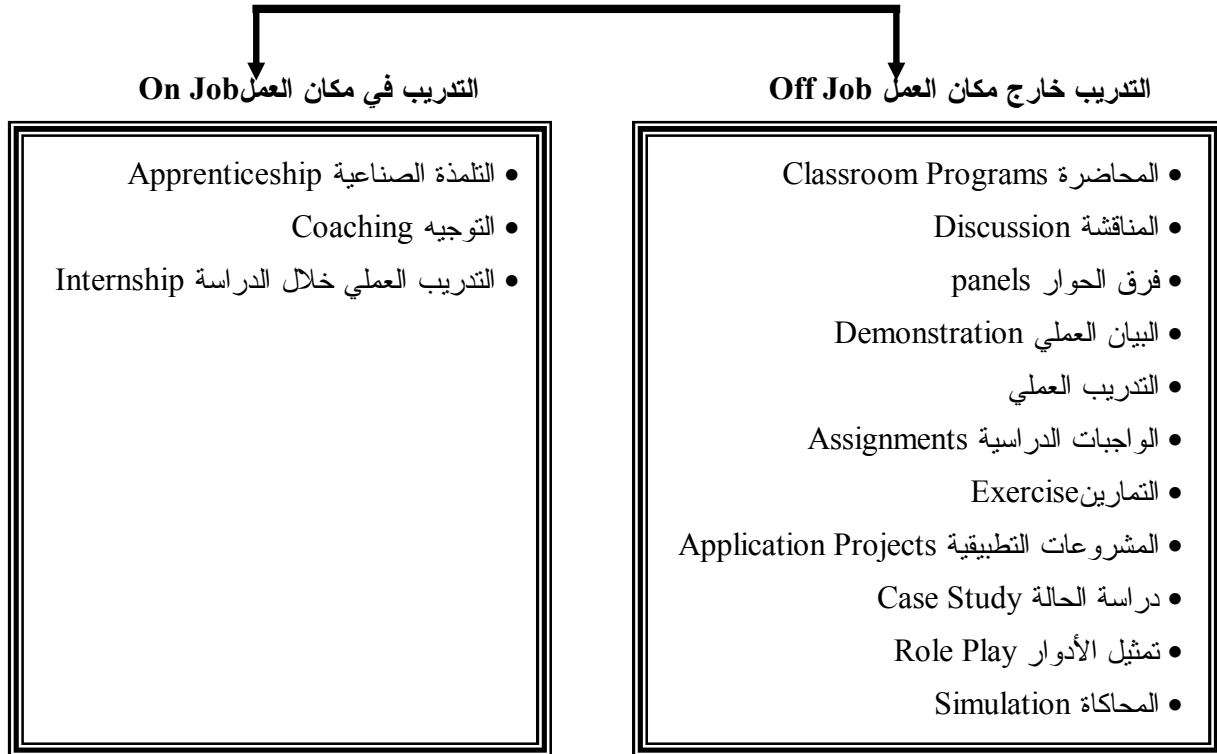 التدريب خارج مكان العمل Off Job
• المحاضرة Classroom Programs
• المناقشة Discussion
• فرق الحوار panels
• البيان العملي Demonstration
• التدريب العملي
• الواجبات الدراسية Assignments
• التمارينExercise
• المشروعات التطبيقية Application Projects
• دراسة الحالة Case Study
• تمثيل الأدوار Role Play
• المحاكاة Simulation
التدريب في مكان العملOn Job
• التلمذة الصناعية Apprenticeship
• التوجيه Coaching
• التدريب العملي خلال الدراسة Internship